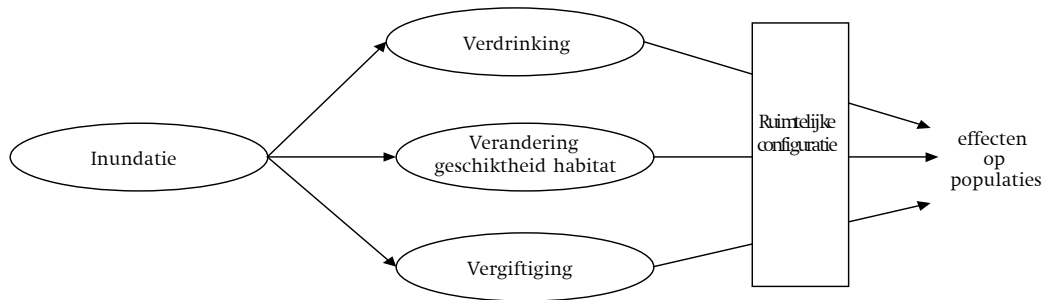 Inundatie
Verdrinking
Verandering
geschiktheid habitat
Vergiftiging
Ruimtelijke
configuratie
effecten
op
populaties